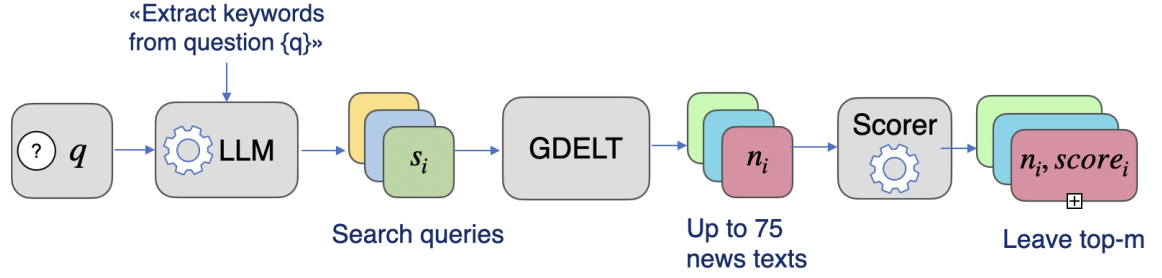 «Extract keywords
from question {q}»
? q
LLM
s_i
GDELT
n_i
Scorer
n_i, score_i
Search queries
Up to 75
news texts
Leave top-m